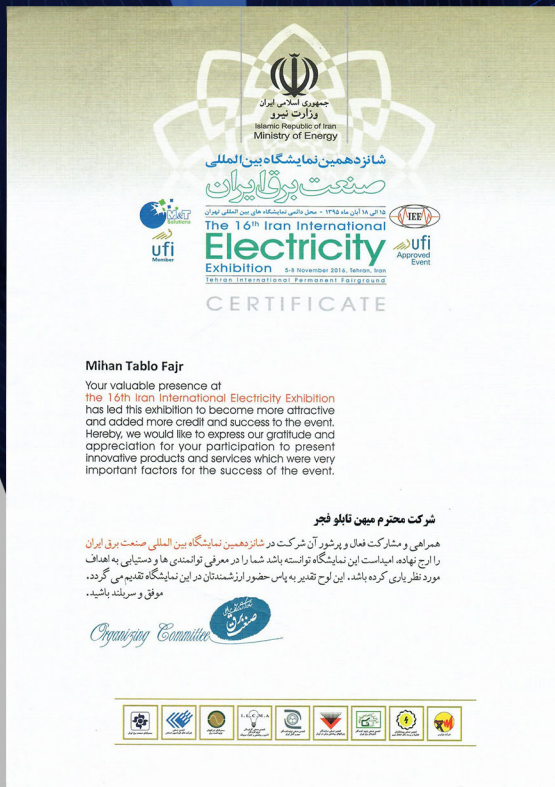 جمهوری اسلامی ایران
وزارت نیرو
Islamic Republic of Iran
Ministry of Energy
شانزدهمین نمایشگاه بین المللی
صنعت برق ایران
۱۵ الی ۱۸ آبان ماه ۱۳۹۵ - محل دائمی نمایشگاه های بین المللی تهران
The 16th Iran International
Electricity
Exhibition 5-8 November 2016, Tehran, Iran
Tehran International Permanent Fairground
M&T
Solutions
ufi
Member
IEE
ufi
Approved
Event
CERTIFICATE
Mihan Tablo Fajr
Your valuable presence at
the 16th Iran International Electricity Exhibition
has led this exhibition to become more attractive
and added more credit and success to the event.
Hereby, we would like to express our gratitude and
appreciation for your participation to present
innovative products and services which were very
important factors for the success of the event.
شرکت محترم میهن تابلو فجر
همراهی و مشارکت فعال و پرشور آن شرکت در شانزدهمین نمایشگاه بین المللی صنعت برق ایران
را ارج نهاده، امیداست این نمایشگاه توانسته باشد شما را در معرفی توانمندی ها و دستیابی به اهداف
مورد نظر یاری کرده باشد. این لوح تقدیر به پاس حضور ارزشمندتان در این نمایشگاه تقدیم می گردد.
موفق و سربلند باشید.
Organizing Committee
صنعت برق
I.S.E.M.A